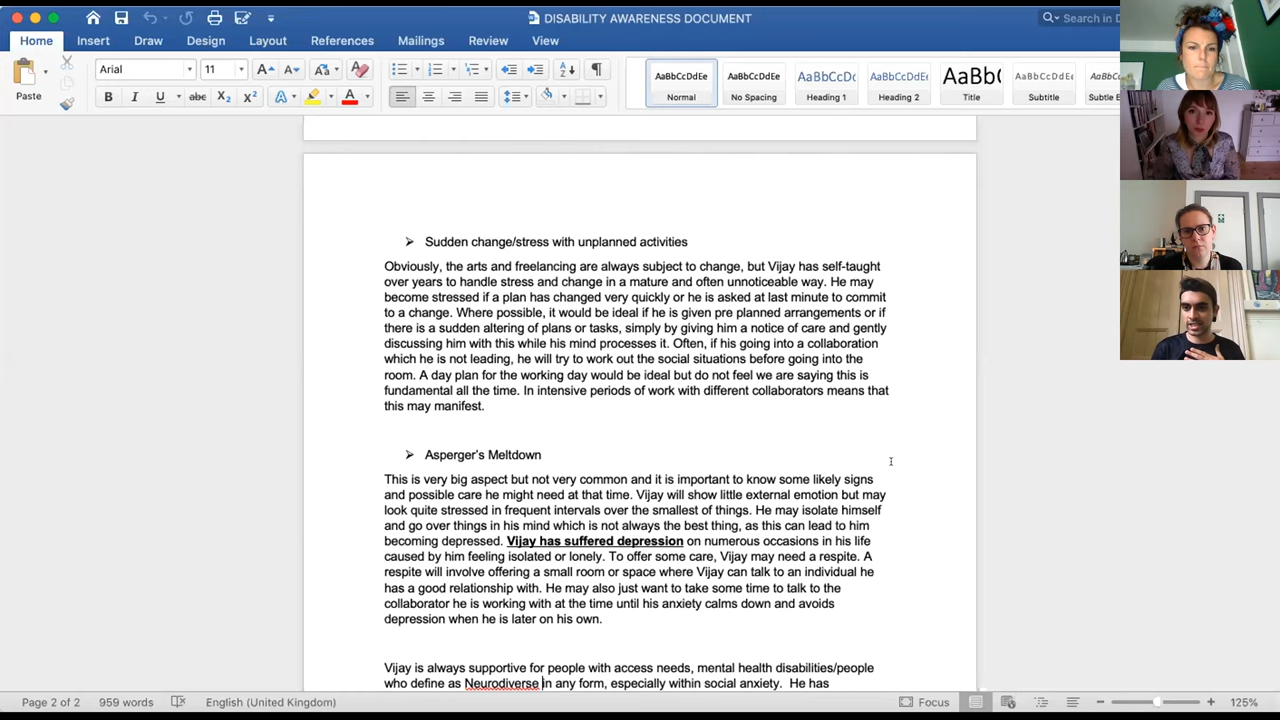 DISABILITY AWARENESS DOCUMENT
Search in D
Home Insert Draw Design Layout References Mailings Review View
Paste
Arial 11
AaBbCcDdEe AaBbCcDdEe AaBbCcDc AaBbCcDdEe AaBbC AaBbCcDdEe AaBbCcDdEe
Normal No Spacing Heading 1 Heading 2 Title Subtitle Subtle E
➢ Sudden change/stress with unplanned activities
Obviously, the arts and freelancing are always subject to change, but Vijay has self-taught
over years to handle stress and change in a mature and often unnoticeable way. He may
become stressed if a plan has changed very quickly or he is asked at last minute to commit
to a change. Where possible, it would be ideal if he is given pre planned arrangements or if
there is a sudden altering of plans or tasks, simply by giving him a notice of care and gently
discussing him with this while his mind processes it. Often, if his going into a collaboration
which he is not leading, he will try to work out the social situations before going into the
room. A day plan for the working day would be ideal but do not feel we are saying this is
fundamental all the time. In intensive periods of work with different collaborators means that
this may manifest.
➢ Asperger's Meltdown
This is very big aspect but not very common and it is important to know some likely signs
and possible care he might need at that time. Vijay will show little external emotion but may
look quite stressed in frequent intervals over the smallest of things. He may isolate himself
and go over things in his mind which is not always the best thing, as this can lead to him
becoming depressed. Vijay has suffered depression on numerous occasions in his life
caused by him feeling isolated or lonely. To offer some care, Vijay may need a respite. A
respite will involve offering a small room or space where Vijay can talk to an individual he
has a good relationship with. He may also just want to take some time to talk to the
collaborator he is working with at the time until his anxiety calms down and avoids
depression when he is later on his own.
Vijay is always supportive for people with access needs, mental health disabilities/people
who define as Neurodiverse in any form, especially within social anxiety. He has
Page 2 of 2 959 words English (United Kingdom) Focus 125%